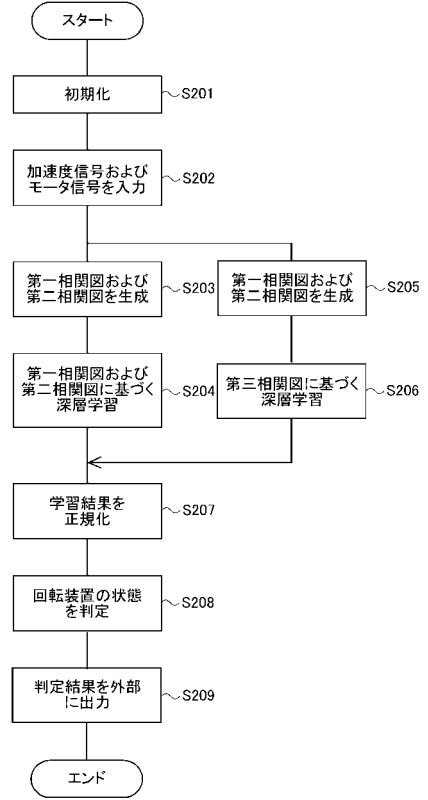 スタート
初期化
S201
加速度信号および
モータ信号を入力
S202
第一相関図および
第二相関図を生成
S203
第一相関図および
第二相関図を生成
S205
第一相関図および
第二相関図に基づく
深層学習
S204
第三相関図に基づく
深層学習
S206
学習結果を
正規化
S207
回転装置の状態
を判定
S208
判定結果を外部
に出力
S209
エンド